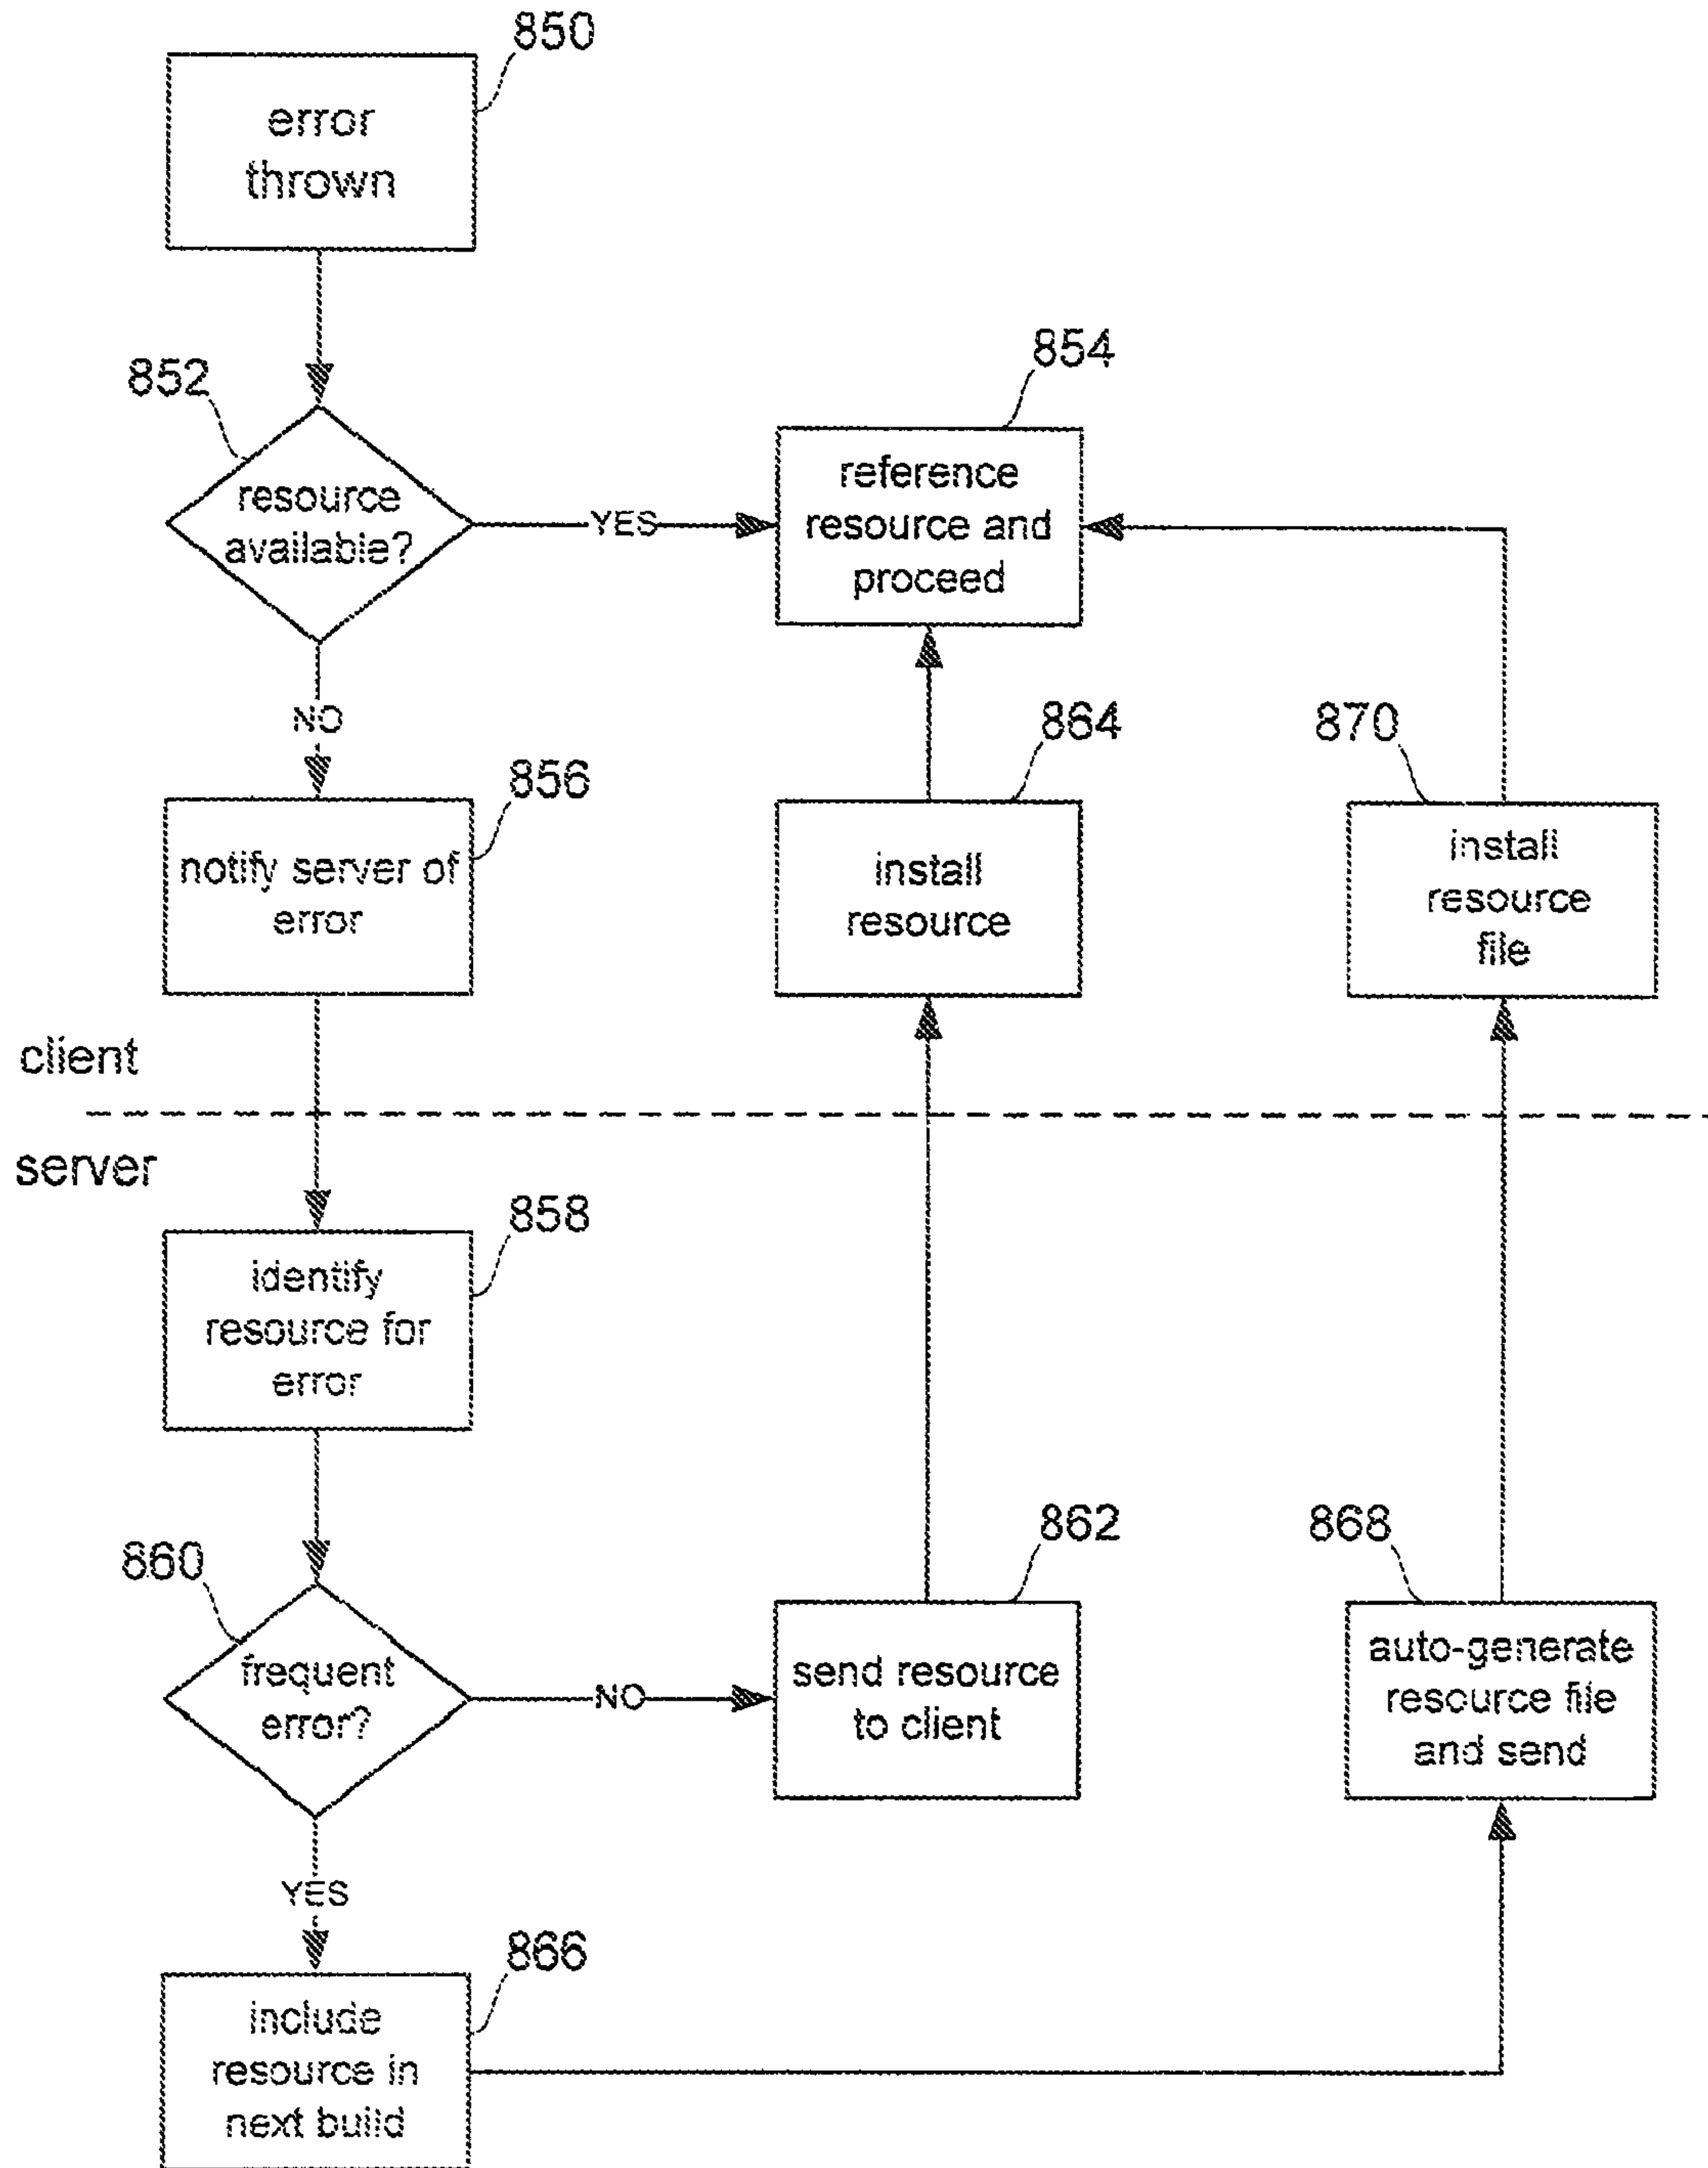 850
error
thrown
852
resource
available?
YES
854
reference
resource and
proceed
NO
856
notify server of
error
864
install
resource
870
install
resource
file
client
server
858
identify
resource for
error
860
frequent
error?
NO
862
send resource
to client
868
auto-generate
resource file
and send
YES
866
include
resource in
next build